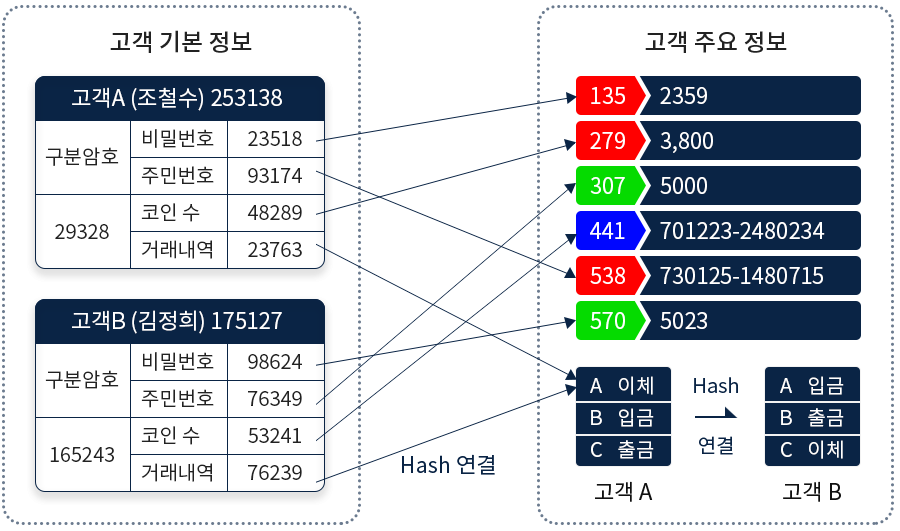 고객 기본 정보
고객A (조철수) 253138
구분암호
비밀번호 23518
주민번호 93174
29328
코인 수 48289
거래내역 23763
고객B (김정희) 175127
구분암호
비밀번호 98624
주민번호 76349
165243
코인 수 53241
거래내역 76239
Hash 연결
고객 주요 정보
135 2359
279 3,800
307 5000
441 701223-2480234
538 730125-1480715
570 5023
A 이체
B 입금
C 출금
고객 A
Hash
연결
A 입금
B 출금
C 이체
고객 B